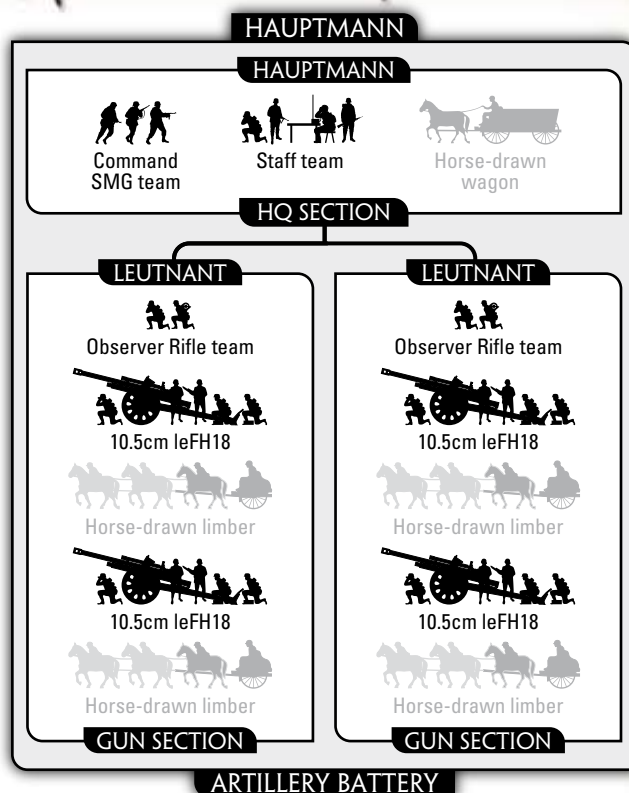 HAUPTMANN
HAUPTMANN
Command
SMG team
Staff team
Horse-drawn
wagon
HQ SECTION
LEUTNANT
Observer Rifle team
10.5cm leFH18
Horse-drawn limber
10.5cm leFH18
Horse-drawn limber
GUN SECTION
LEUTNANT
Observer Rifle team
10.5cm leFH18
Horse-drawn limber
10.5cm leFH18
Horse-drawn limber
GUN SECTION
ARTILLERY BATTERY